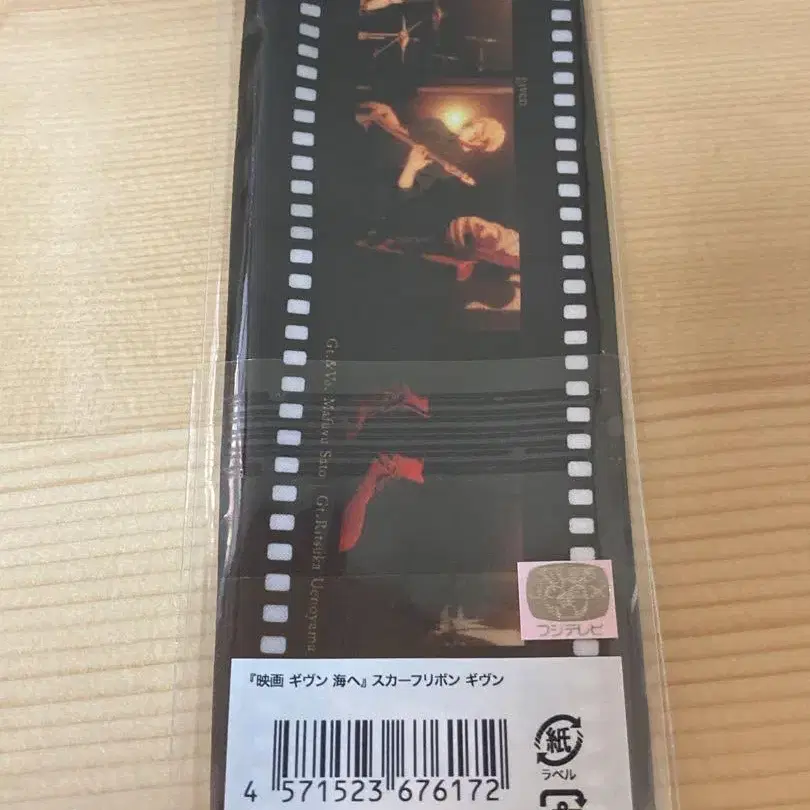 given
Gt.&Vo. Mafuyu Sato | Gt.Ritsuka Uenoyama
フジテレビ
『映画 ギヴン 海へ』 スカーフリボン ギヴン
紙
ラベル
4 571523 676172